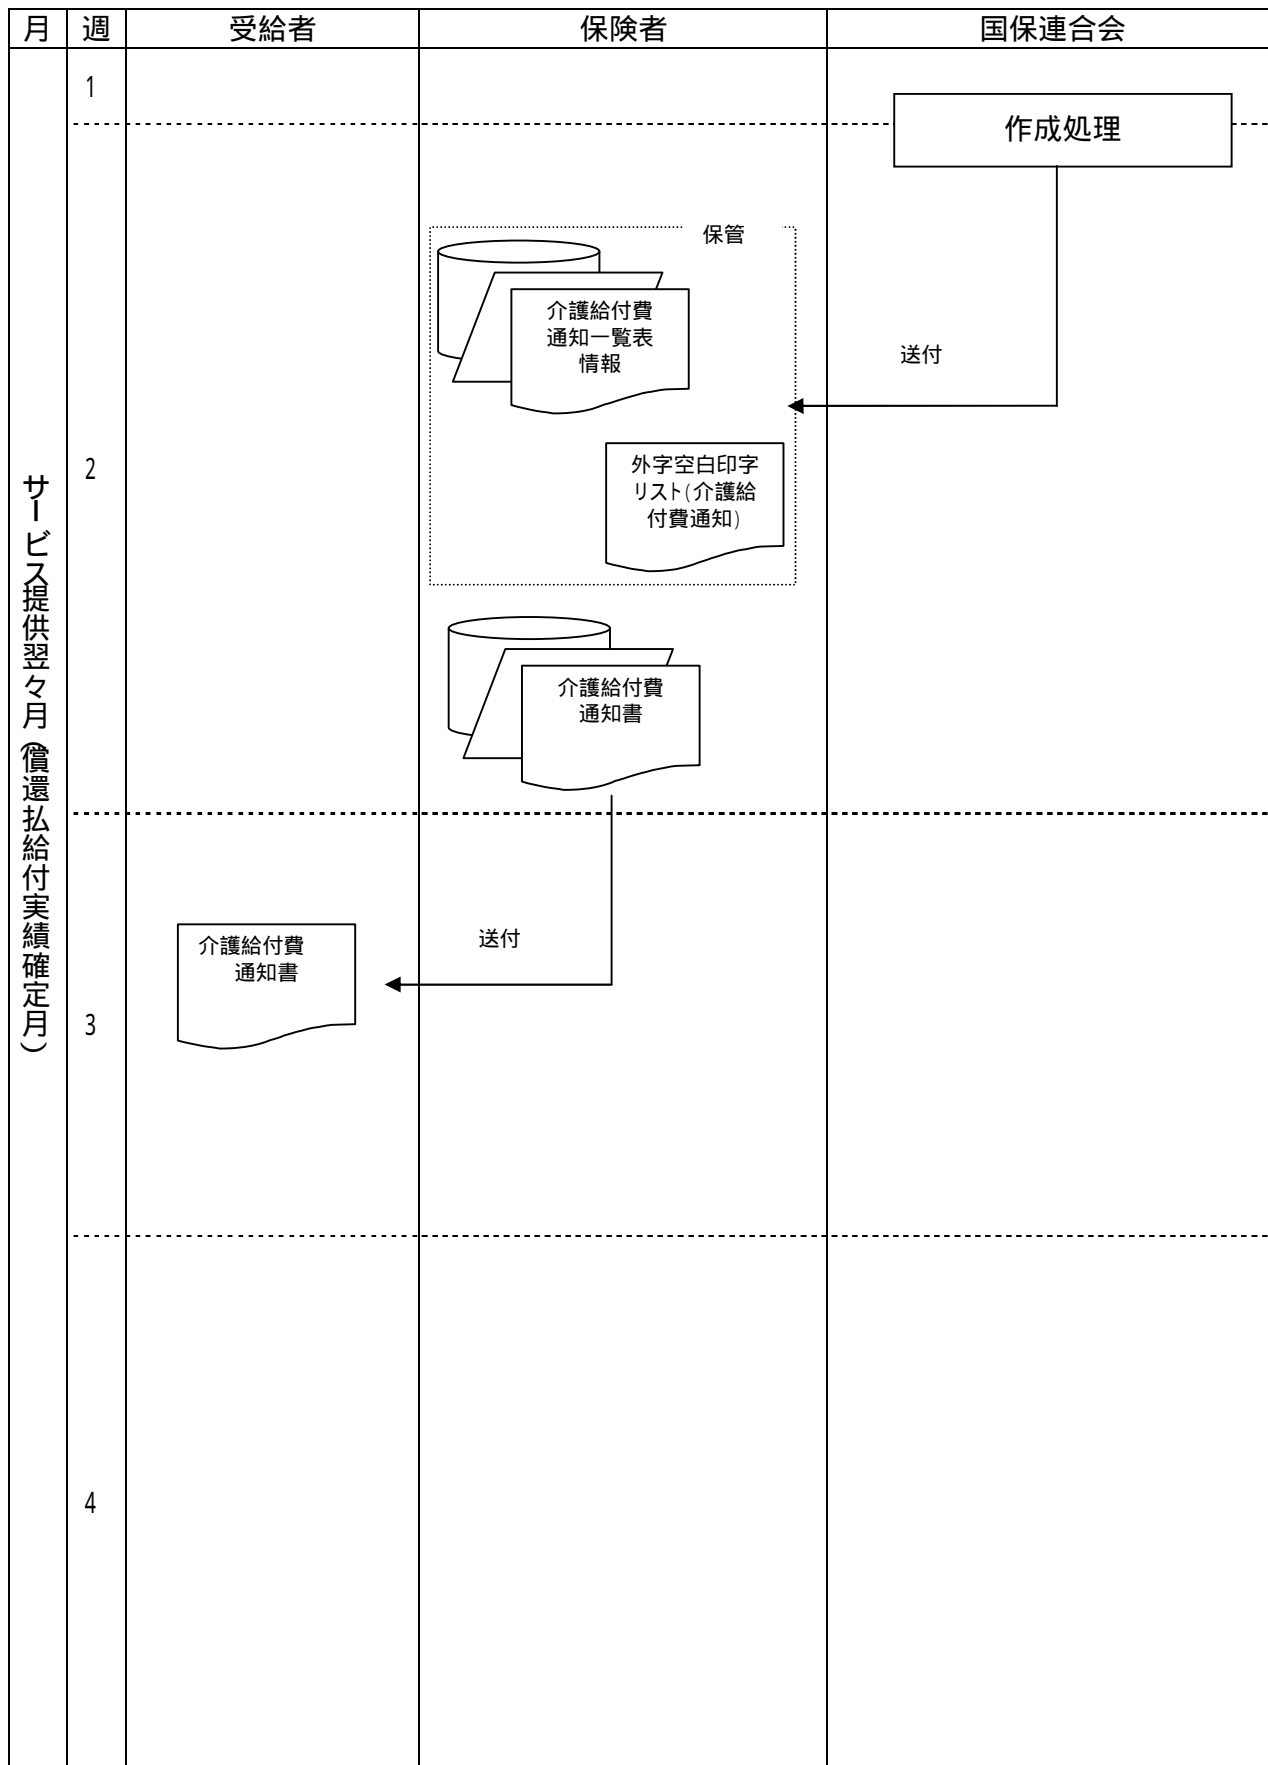 月 週 受給者 保険者 国保連合会
1
作成処理
保管
介護給付費
通知一覧表
情報
送付
外字空白印字
リスト(介護給
付費通知)
2
サービス提供翌々月(償還払給付実績確定月)
介護給付費
通知書
介護給付費
通知書
送付
3
4